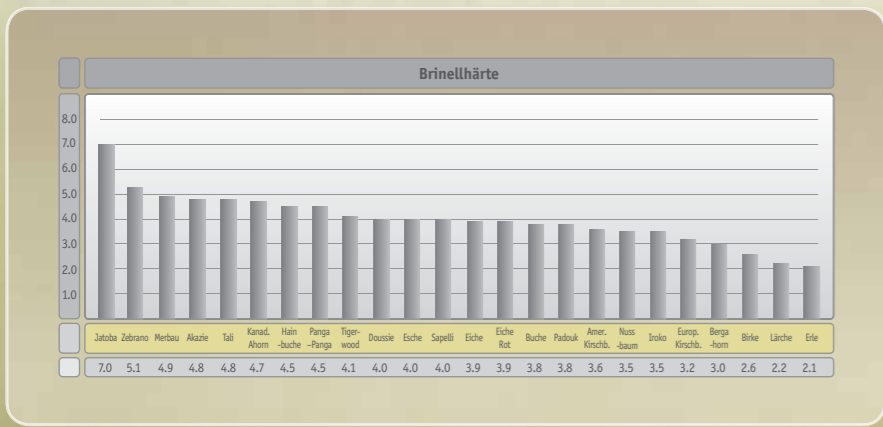 Brinellhärte
8.0
7.0
6.0
5.0
4.0
3.0
2.0
1.0
Jatoba Zebrano Merbau Akazie Tali Kanad. Hain Panga Tiger- Doussie Esche Sapelli Eiche Eiche Buche Padouk Amer. Nuss Iroko Europ. Berga Birke Lärche Erle
Ahorn -buche –Panga wood Rot Kirschb. -baum Kirschb. -horn
7.0 5.1 4.9 4.8 4.8 4.7 4.5 4.5 4.1 4.0 4.0 4.0 3.9 3.9 3.8 3.8 3.6 3.5 3.5 3.2 3.0 2.6 2.2 2.1